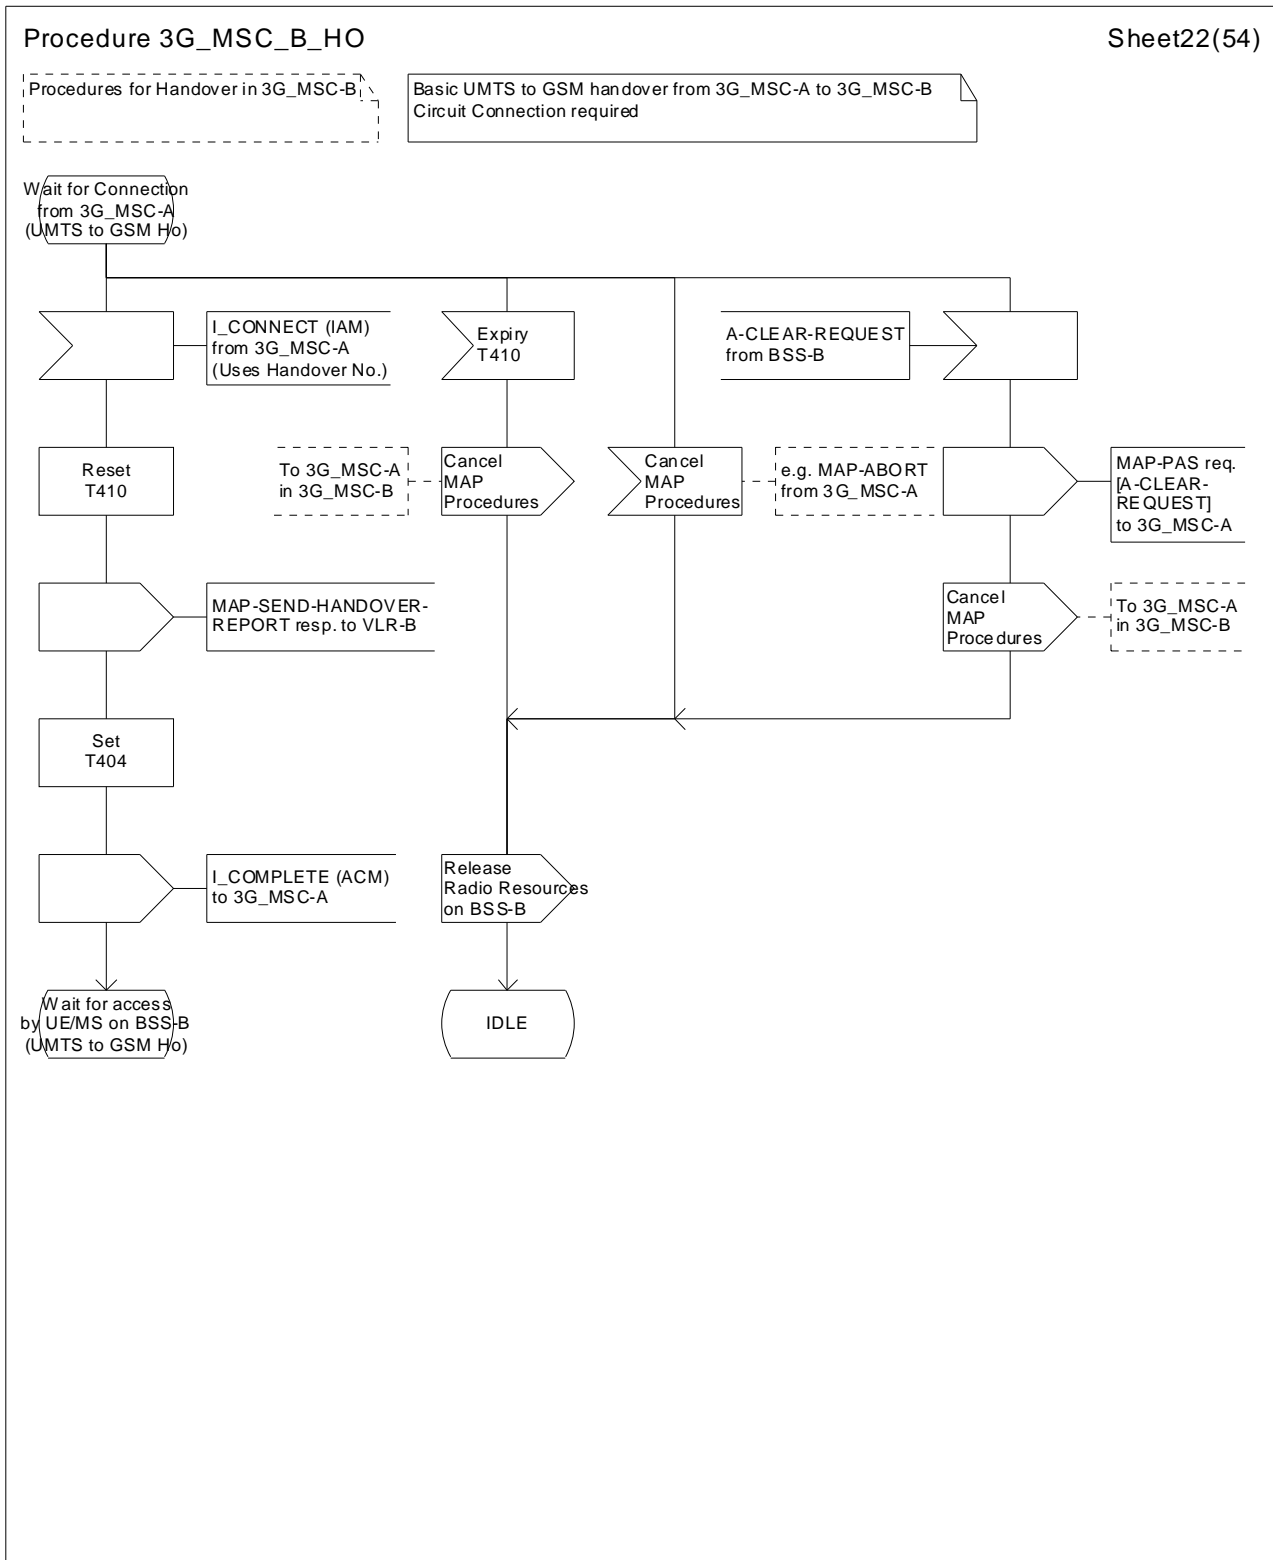 Procedure 3G_MSC_B_HO
Sheet22(54)
Procedures for Handover in 3G_MSC-B
Basic UMTS to GSM handover from 3G_MSC-A to 3G_MSC-B
Circuit Connection required
Wait for Connection
from 3G_MSC-A
(UMTS to GSM Ho)
I_CONNECT (IAM)
from 3G_MSC-A
(Uses Handover No.)
Expiry
T410
A-CLEAR-REQUEST
from BSS-B
Reset
T410
To 3G_MSC-A
in 3G_MSC-B
Cancel
MAP
Procedures
Cancel
MAP
Procedures
e.g. MAP-ABORT
from 3G_MSC-A
MAP-PAS req.
[A-CLEAR-
REQUEST]
to 3G_MSC-A
MAP-SEND-HANDOVER-
REPORT resp. to VLR-B
Cancel
MAP
Procedures
To 3G_MSC-A
in 3G_MSC-B
Set
T404
I_COMPLETE (ACM)
to 3G_MSC-A
Release
Radio Resources
on BSS-B
Wait for access
by UE/MS on BSS-B
(UMTS to GSM Ho)
IDLE